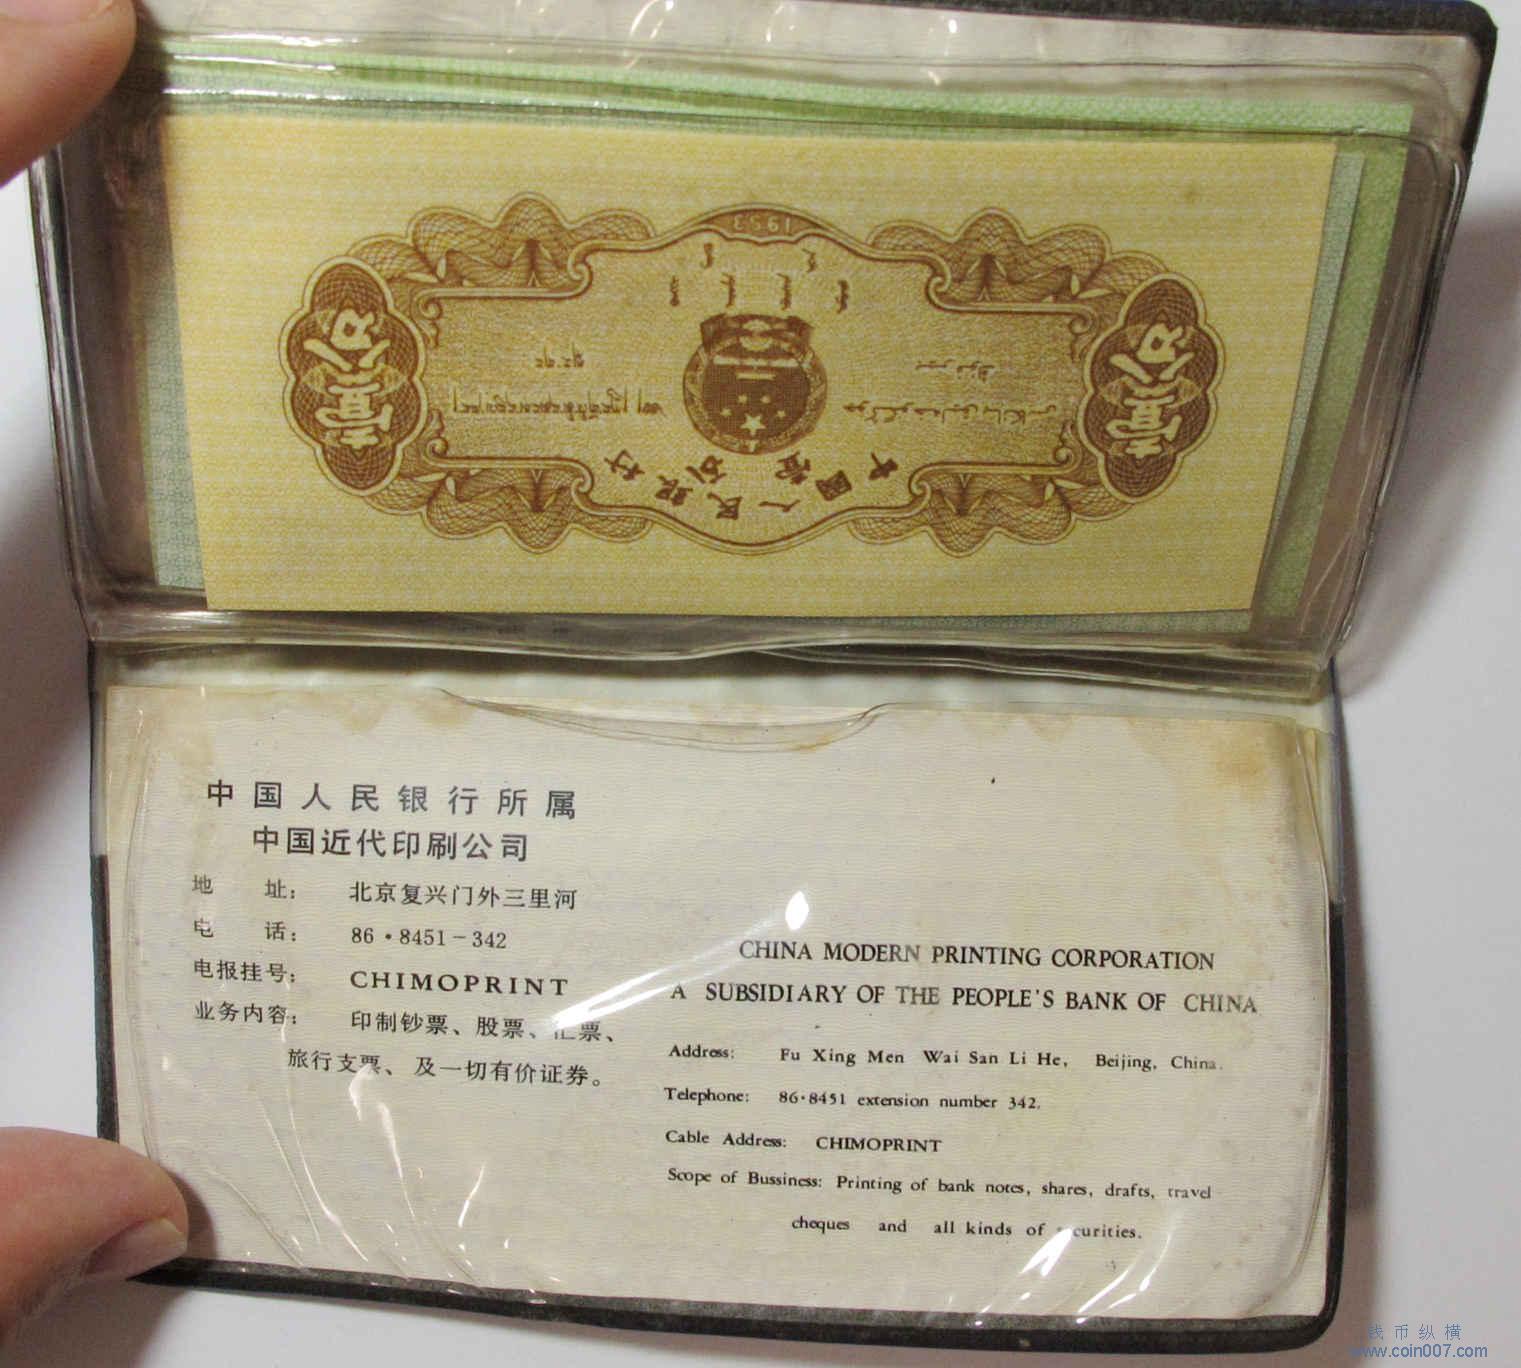 1953
壹分
壹分
中国人民银行
中国人民银行所属
中国近代印刷公司
地 址： 北京复兴门外三里河
电 话： 86·8451-342
电报挂号： CHIMOPRINT
业务内容： 印制钞票、股票、汇票、
旅行支票、及一切有价证券。
CHINA MODERN PRINTING CORPORATION
A SUBSIDIARY OF THE PEOPLE'S BANK OF CHINA
Address: Fu Xing Men Wai San Li He, Beijing, China.
Telephone: 86·8451 extension number 342.
Cable Address: CHIMOPRINT
Scope of Bussiness: Printing of bank notes, shares, drafts, travel
cheques and all kinds of securities.
钱币纵横
www.coin007.com